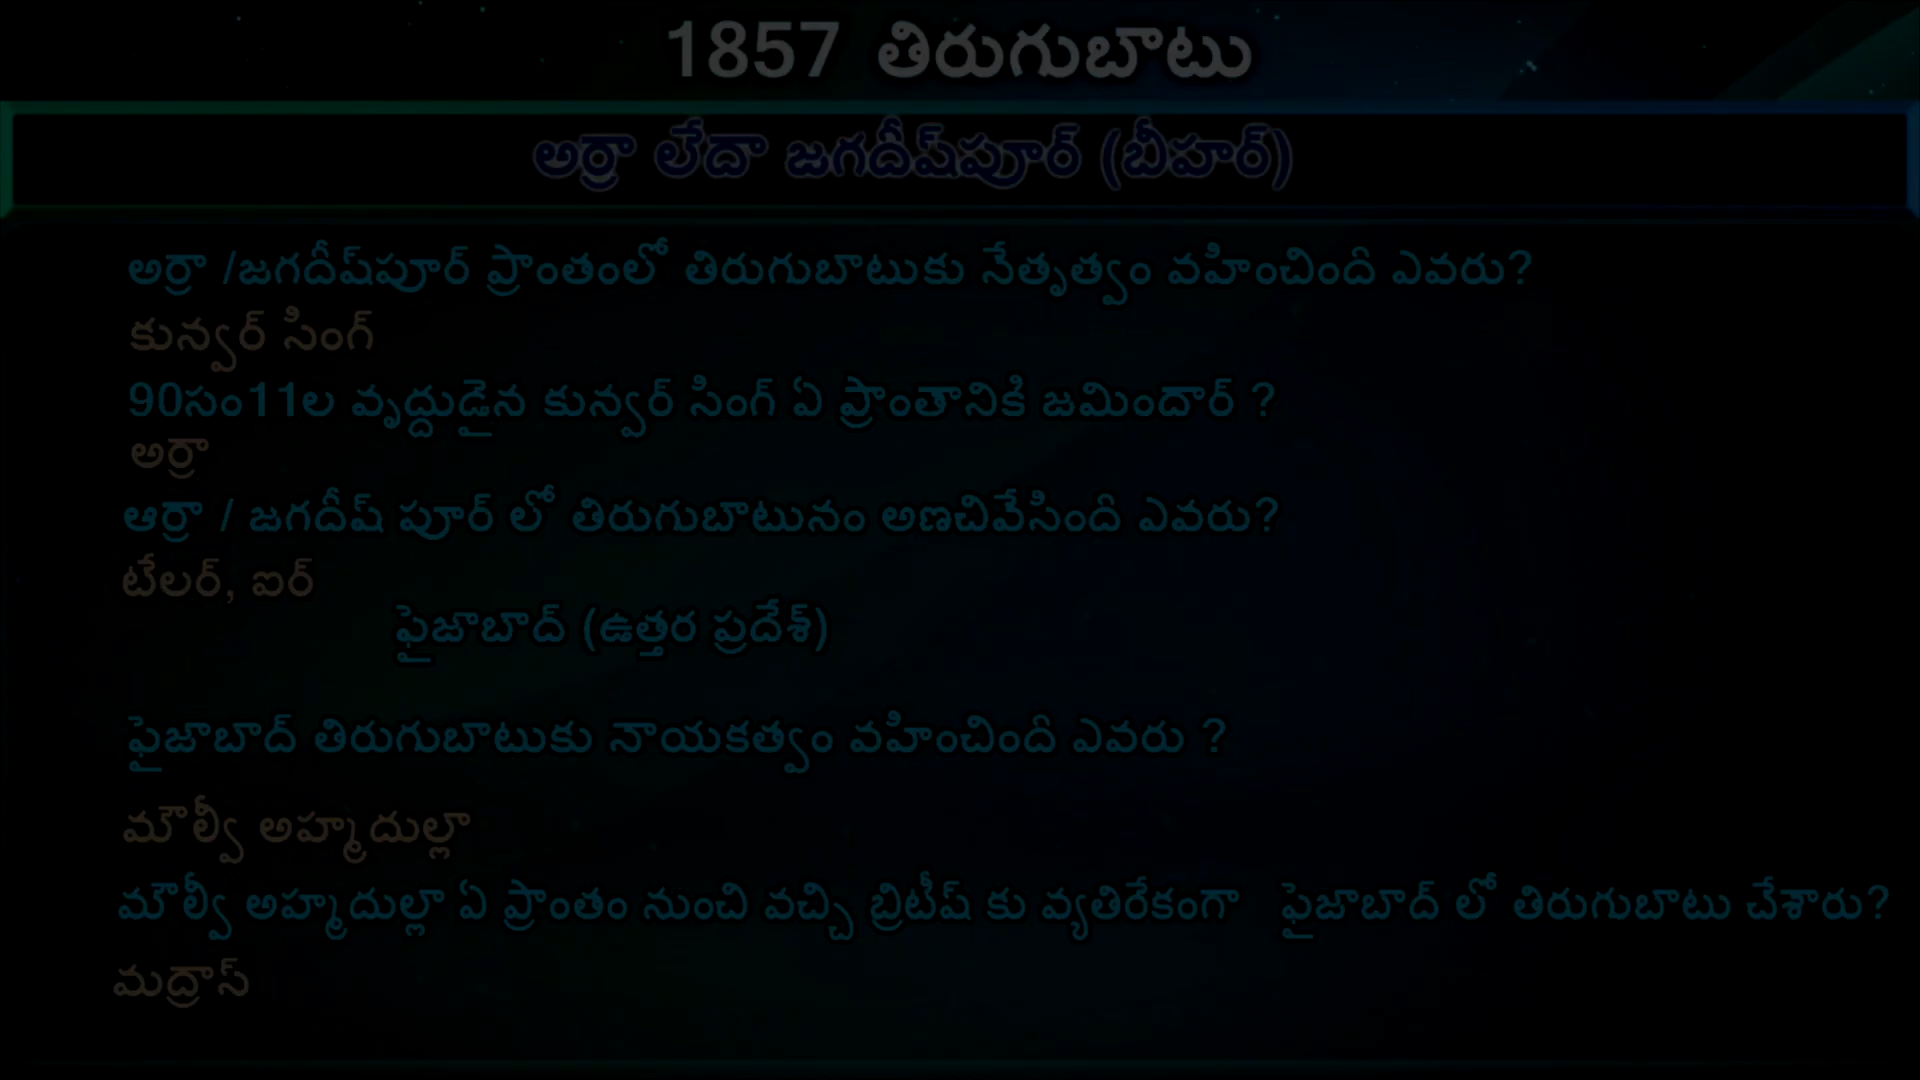 1857 తిరుగుబాటు
అర్రా లేదా జగదీష్‌పూర్ (బీహార్)
అర్రా /జగదీష్‌పూర్ ప్రాంతంలో తిరుగుబాటుకు నేతృత్వం వహించింది ఎవరు?
కున్వర్ సింగ్
90సం11ల వృద్దుడైన కున్వర్ సింగ్ ఏ ప్రాంతానికి జమిందార్ ?
అర్రా
ఆర్రా / జగదీష్ పూర్ లో తిరుగుబాటునం అణచివేసింది ఎవరు?
టేలర్, ఐర్
ఫైజాబాద్ (ఉత్తర ప్రదేశ్)
ఫైజాబాద్ తిరుగుబాటుకు నాయకత్వం వహించింది ఎవరు ?
మౌల్వీ అహ్మదుల్లా
మౌల్వీ అహ్మదుల్లా ఏ ప్రాంతం నుంచి వచ్చి బ్రిటీష్ కు వ్యతిరేకంగా ఫైజాబాద్ లో తిరుగుబాటు చేశారు?
మద్రాస్